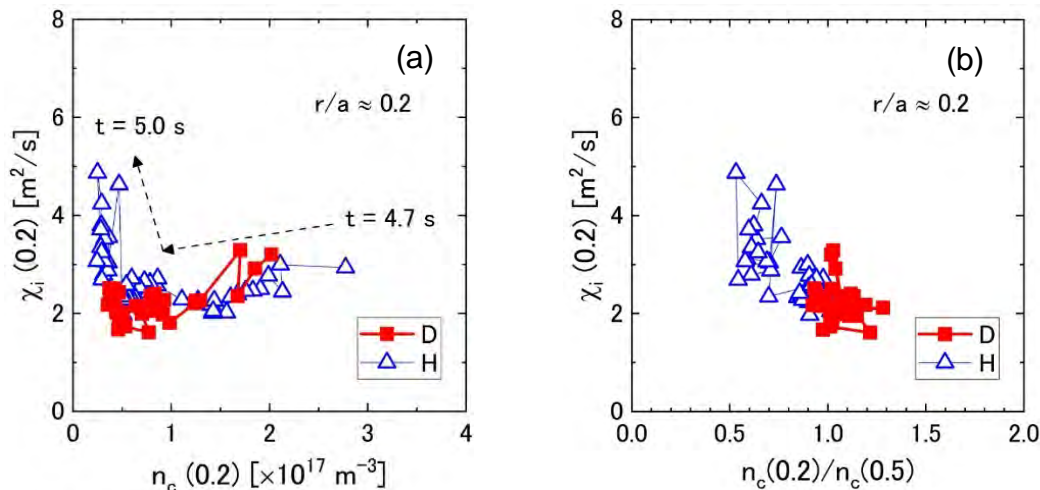 (a)
r/a ≈ 0.2
t = 5.0 s
t = 4.7 s
χi (0.2) [m²/s]
8
6
4
2
0
D
H
0 1 2 3 4
nc (0.2) [×10¹⁷ m⁻³]
(b)
r/a ≈ 0.2
χi (0.2) [m²/s]
8
6
4
2
0
D
H
0.0 0.5 1.0 1.5 2.0
nc(0.2)/nc(0.5)